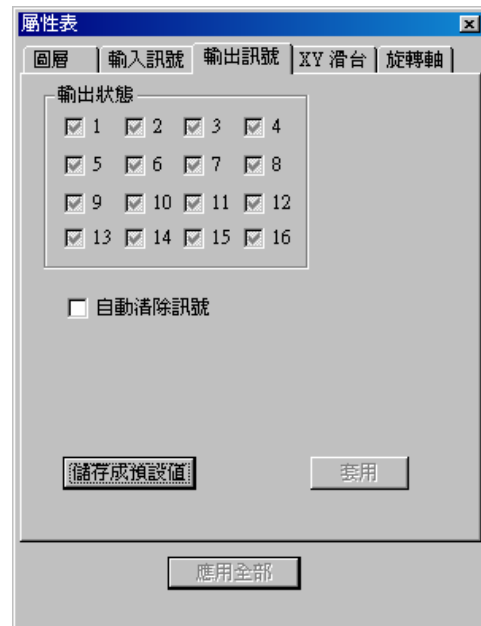 屬性表
圖層 輸入訊號 輸出訊號 XY 滑台 旋轉軸
輸出狀態
1 2 3 4
5 6 7 8
9 10 11 12
13 14 15 16
自動清除訊號
儲存成預設值 套用
應用全部